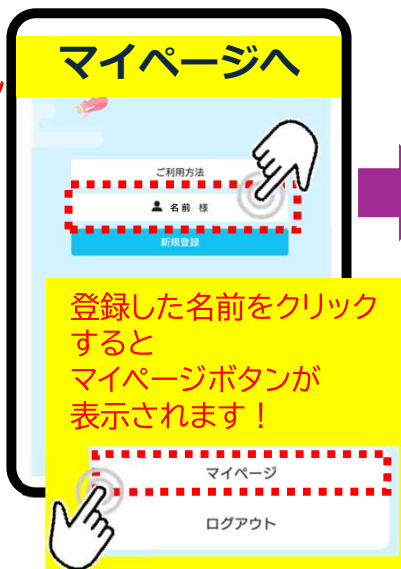 マイページへ
ご利用方法
名前 様
新規登録
登録した名前をクリック
すると
マイページボタンが
表示されます！
マイページ
ログアウト